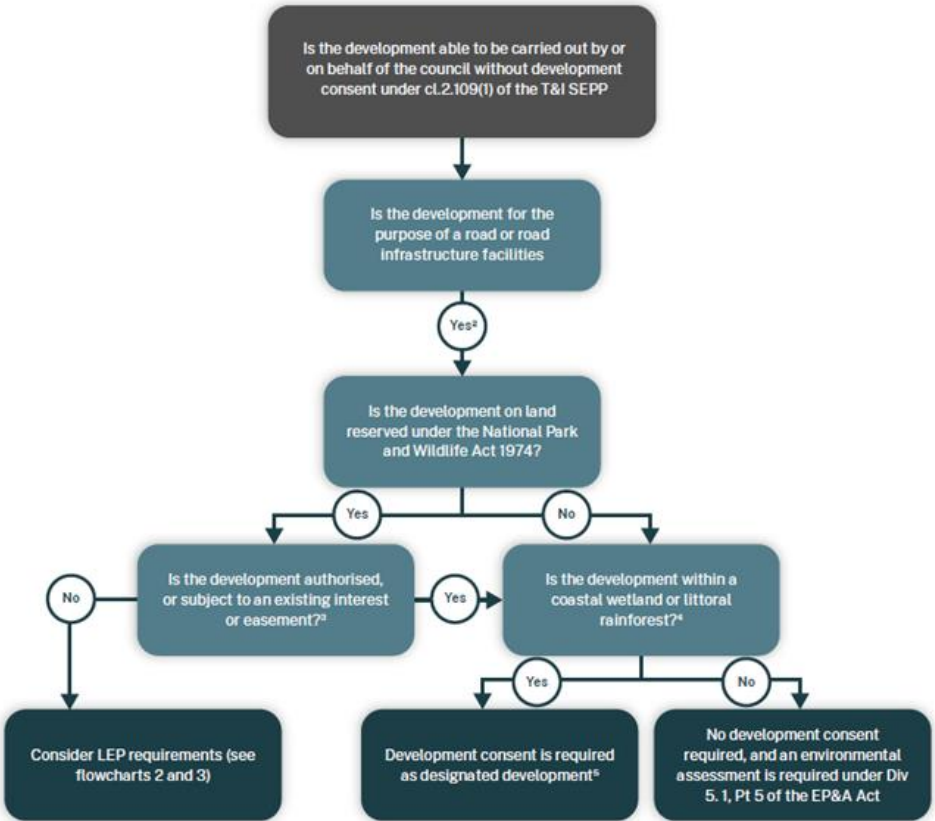 Is the development able to be carried out by or
on behalf of the council without development
consent under cl.2.109(1) of the T&I SEPP
Is the development for the
purpose of a road or road
infrastructure facilities
Yes²
Is the development on land
reserved under the National Park
and Wildlife Act 1974?
Yes
No
Is the development authorised,
or subject to an existing interest
or easement?³
No
Yes
Is the development within a
coastal wetland or littoral
rainforest?⁴
Yes
No
Consider LEP requirements (see
flowcharts 2 and 3)
Development consent is required
as designated development⁵
No development consent
required, and an environmental
assessment is required under Div
5. 1, Pt 5 of the EP&A Act